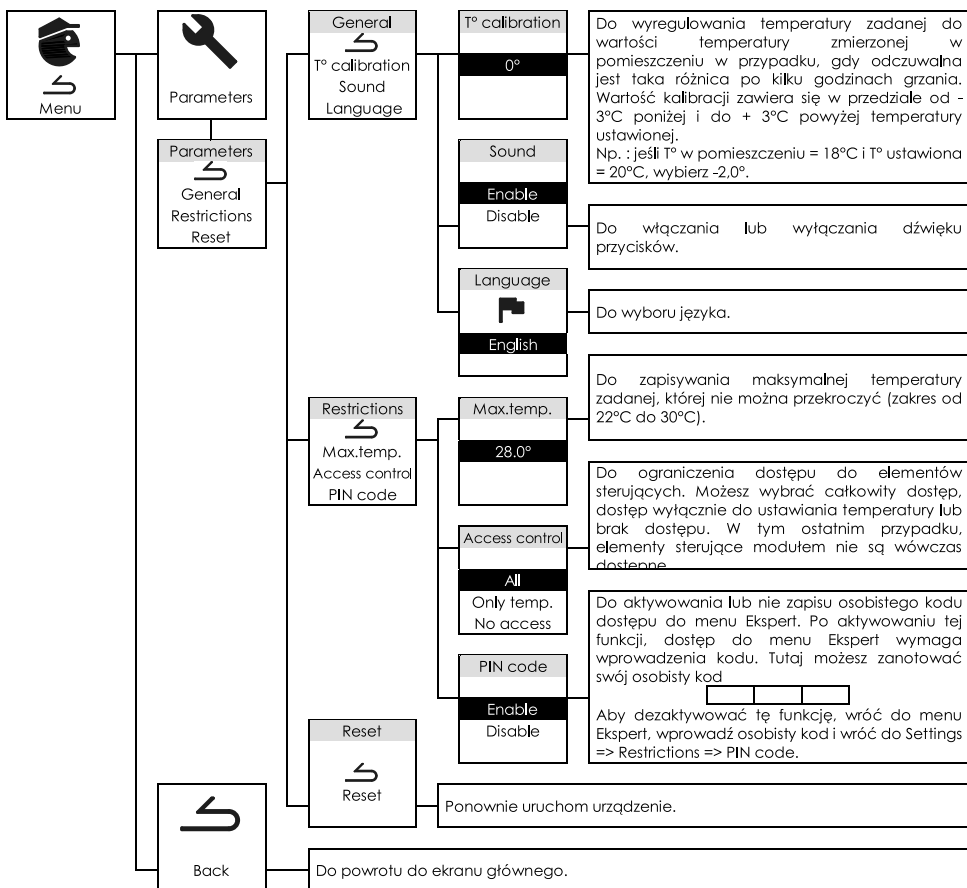 Menu
Parameters
Parameters
General
Restrictions
Reset
General
T° calibration
Sound
Language
T° calibration
0°
Do wyregulowania temperatury zadanej do
wartości temperatury zmierzonej w
pomieszczeniu w przypadku, gdy odczuwalna
jest taka różnica po kilku godzinach grzania.
Wartość kalibracji zawiera się w przedziale od -
3°C poniżej i do + 3°C powyżej temperatury
ustawionej.
Np. : jeśli T° w pomieszczeniu = 18°C i T° ustawiona
= 20°C, wybierz -2,0°.
Sound
Enable
Disable
Do włączania lub wyłączania dźwięku
przycisków.
Language
English
Do wyboru języka.
Restrictions
Max.temp.
Access control
PIN code
Max.temp.
28.0°
Do zapisywania maksymalnej temperatury
zadanej, której nie można przekroczyć (zakres od
22°C do 30°C).
Access control
All
Only temp.
No access
Do ograniczenia dostępu do elementów
sterujących. Możesz wybrać całkowity dostęp,
dostęp wyłącznie do ustawiania temperatury lub
brak dostępu. W tym ostatnim przypadku,
elementy sterujące modułem nie są wówczas
dostępne
PIN code
Enable
Disable
Do aktywowania lub nie zapisu osobistego kodu
dostępu do menu Ekspert. Po aktywowaniu tej
funkcji, dostęp do menu Ekspert wymaga
wprowadzenia kodu. Tutaj możesz zanotować
swój osobisty kod
Aby dezaktywować tę funkcję, wróć do menu
Ekspert, wprowadź osobisty kod i wróć do Settings
=> Restrictions => PIN code.
Reset
Reset
Ponownie uruchom urządzenie.
Back
Do powrotu do ekranu głównego.